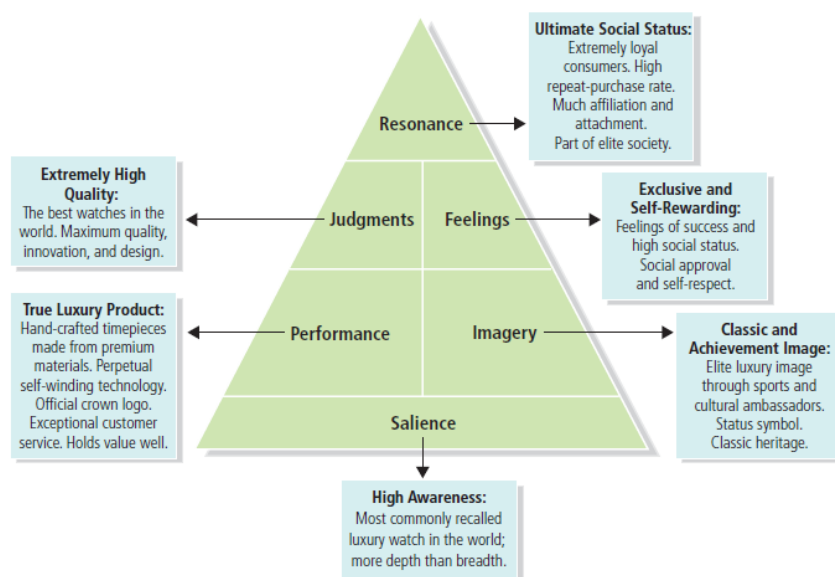 Ultimate Social Status:
Extremely loyal
consumers. High
repeat-purchase rate.
Much affiliation and
attachment.
Part of elite society.
Resonance
Extremely High
Quality:
The best watches in the
world. Maximum quality,
innovation, and design.
Judgments
Feelings
Exclusive and
Self-Rewarding:
Feelings of success and
high social status.
Social approval
and self-respect.
True Luxury Product:
Hand-crafted timepieces
made from premium
materials. Perpetual
self-winding technology.
Official crown logo.
Exceptional customer
service. Holds value well.
Performance
Imagery
Classic and
Achievement Image:
Elite luxury image
through sports and
cultural ambassadors.
Status symbol.
Classic heritage.
Salience
High Awareness:
Most commonly recalled
luxury watch in the world;
more depth than breadth.